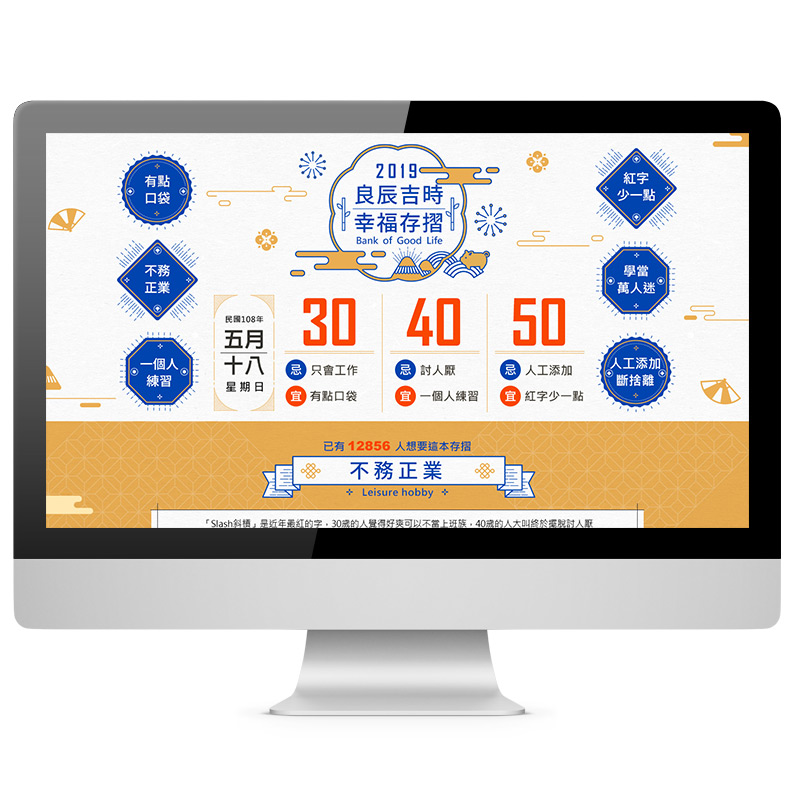 有點
口袋
不務
正業
一個人
練習
2019
良辰吉時
幸福存摺
Bank of Good Life
紅字
少一點
學當
萬人迷
人工添加
斷捨離
民國108年
五月
十八
星期日
30
忌 只會工作
宜 有點口袋
40
忌 討人厭
宜 一個人練習
50
忌 人工添加
宜 紅字少一點
已有 12856 人想要這本存摺
不務正業
Leisure hobby
「Slash斜槓」是近年最紅的字，30歲的人覺得好爽可以不當上班族，40歲的人大叫終於擺脫討人厭